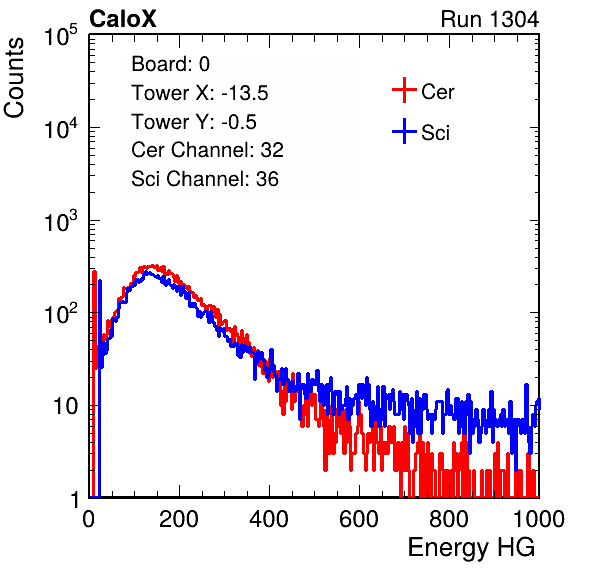 CaloX Run 1304
Counts
10^5
10^4
10^3
10^2
10
1
Board: 0
Tower X: -13.5
Tower Y: -0.5
Cer Channel: 32
Sci Channel: 36
Cer
Sci
0 200 400 600 800 1000
Energy HG